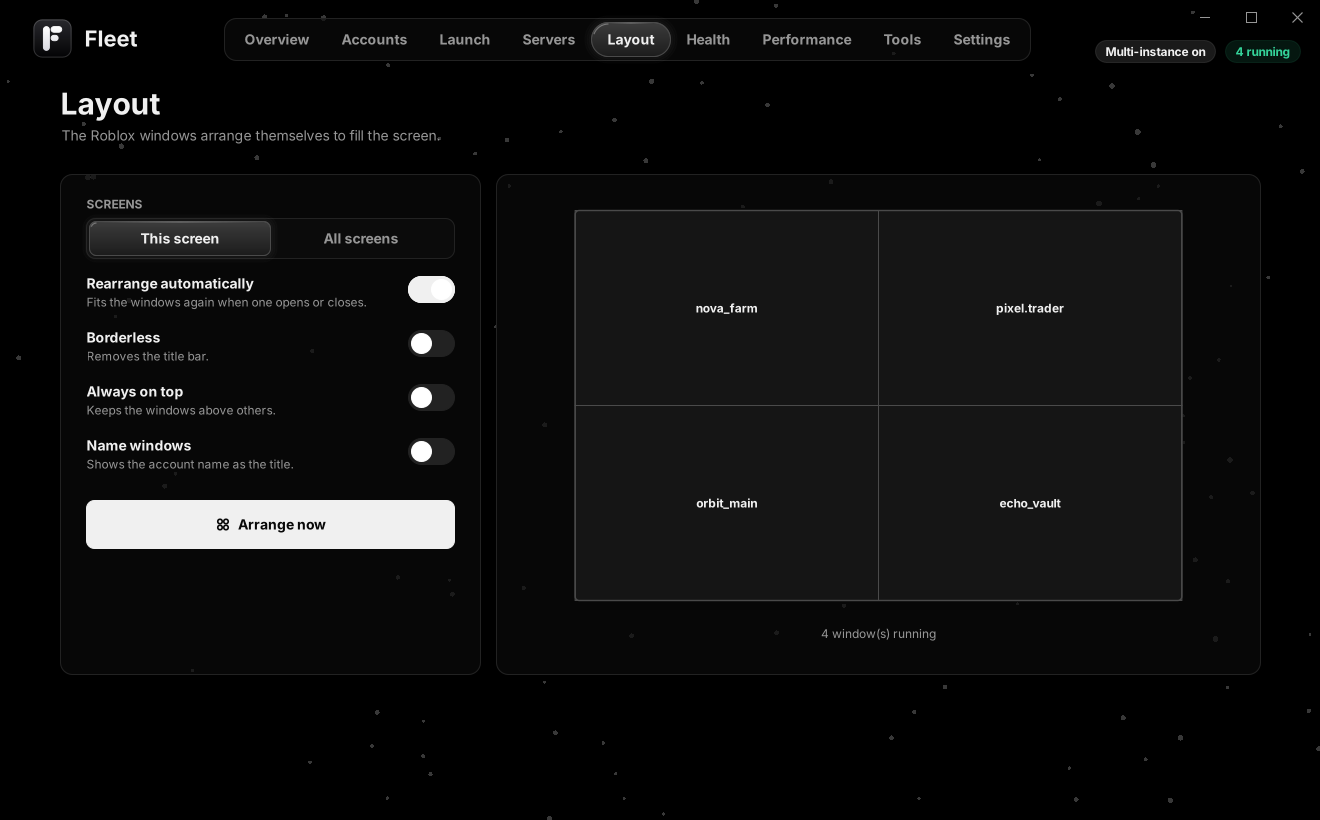 Fleet
Overview Accounts Launch Servers Layout Health Performance Tools Settings
Multi-instance on 4 running
Layout
The Roblox windows arrange themselves to fill the screen.
SCREENS
This screen All screens
Rearrange automatically
Fits the windows again when one opens or closes.
Borderless
Removes the title bar.
Always on top
Keeps the windows above others.
Name windows
Shows the account name as the title.
Arrange now
nova_farm pixel.trader
orbit_main echo_vault
4 window(s) running